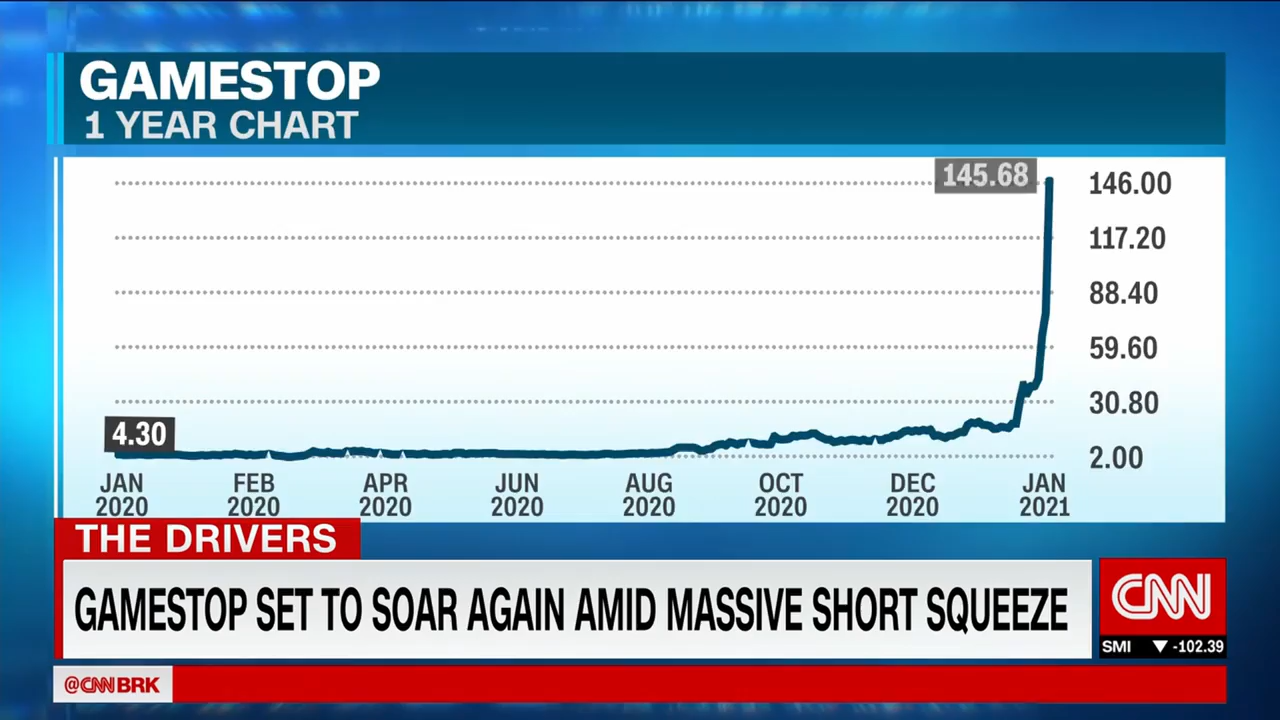 GAMESTOP
1 YEAR CHART
145.68
146.00
117.20
88.40
59.60
30.80
4.30
2.00
JAN FEB APR JUN AUG OCT DEC JAN
2020 2020 2020 2020 2020 2020 2020 2021
THE DRIVERS
GAMESTOP SET TO SOAR AGAIN AMID MASSIVE SHORT SQUEEZE
CNN
SMI ▼ -102.39
@CNNBRK